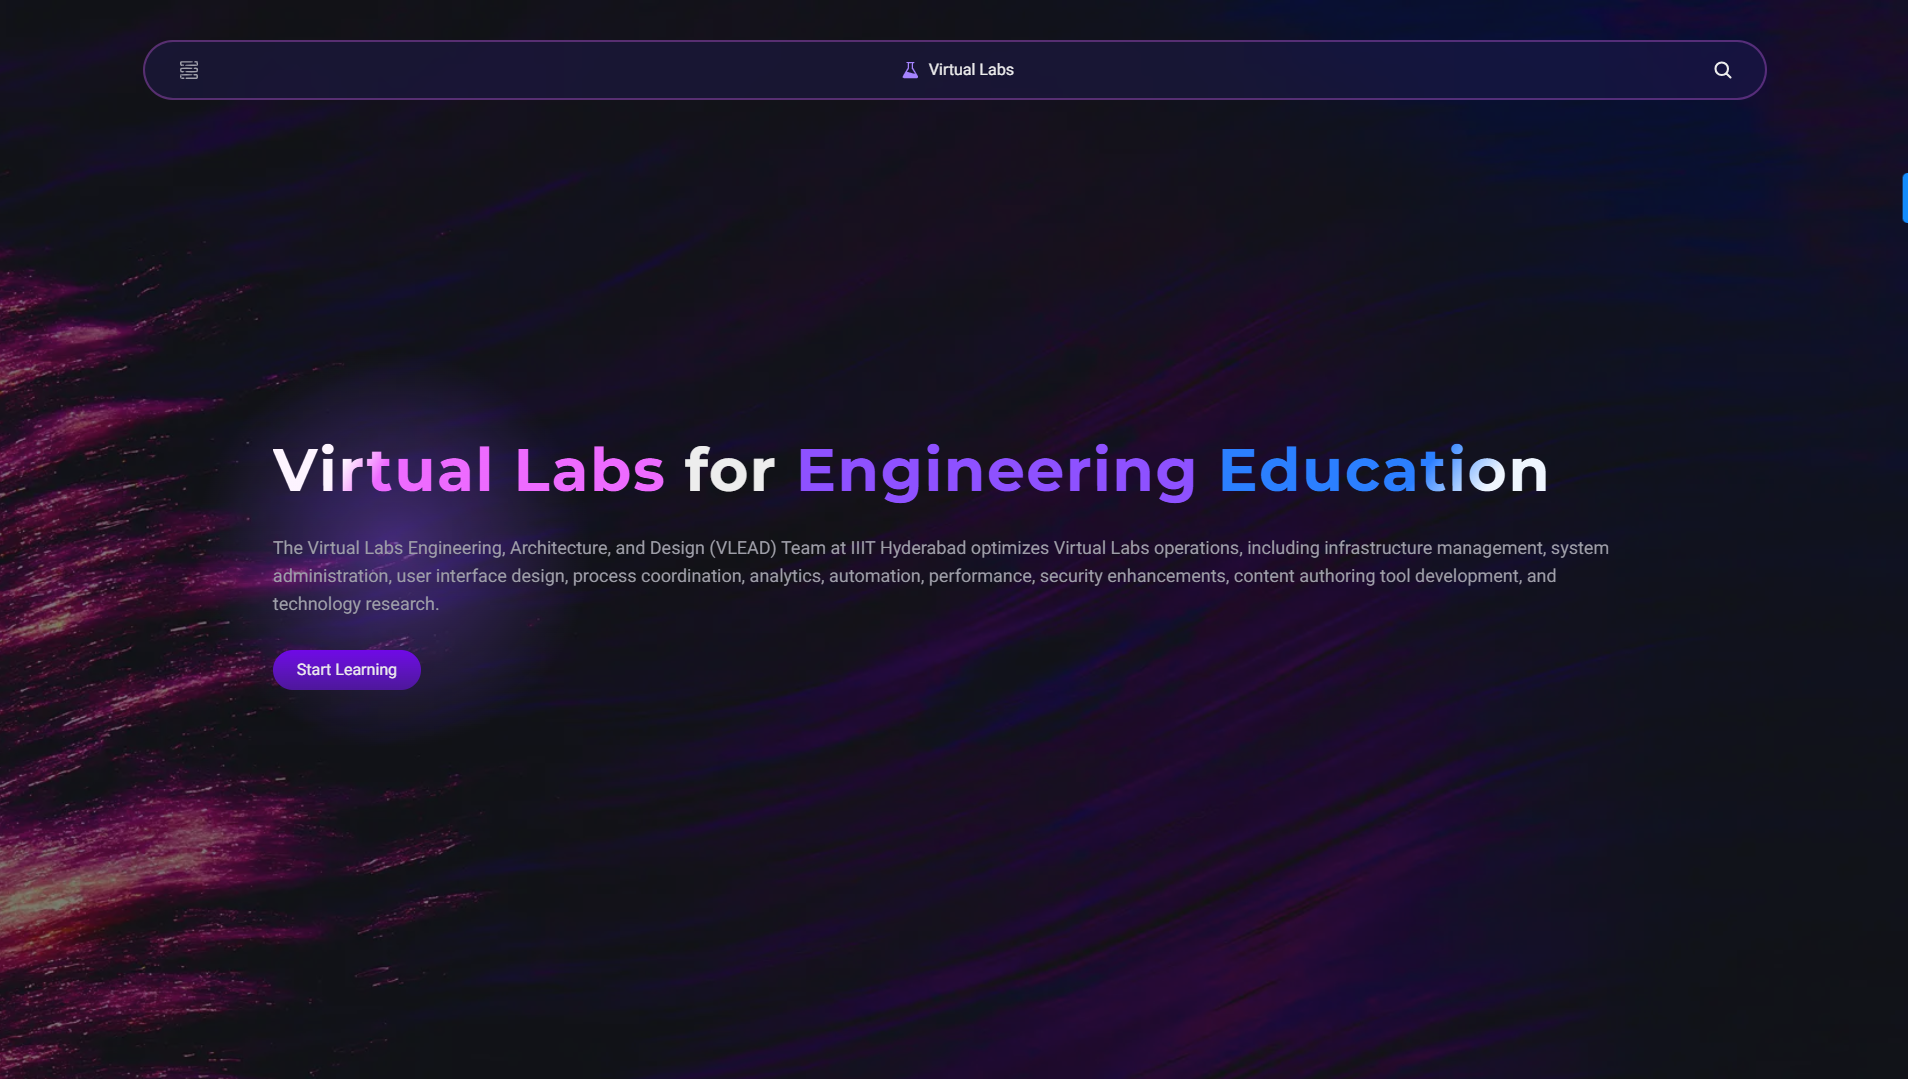 Virtual Labs
Virtual Labs for Engineering Education
The Virtual Labs Engineering, Architecture, and Design (VLEAD) Team at IIIT Hyderabad optimizes Virtual Labs operations, including infrastructure management, system
administration, user interface design, process coordination, analytics, automation, performance, security enhancements, content authoring tool development, and
technology research.
Start Learning